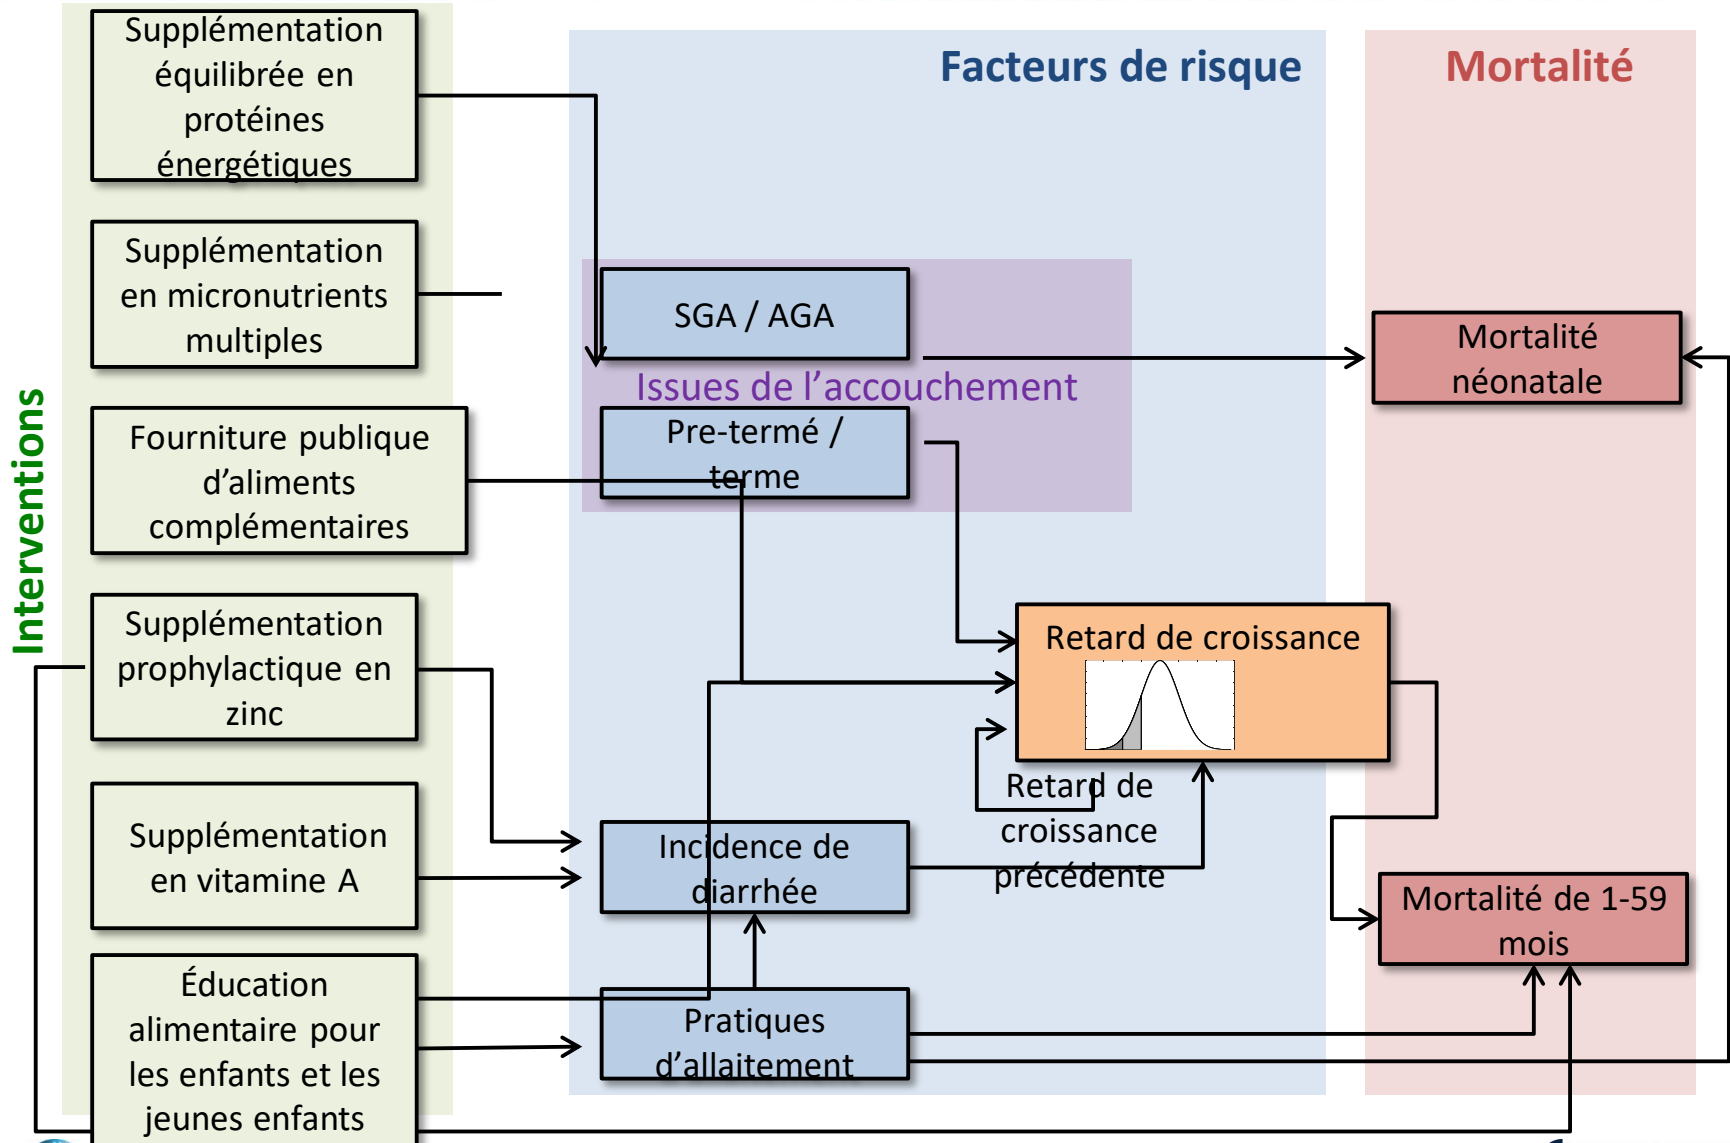 Interventions
Supplémentation
équilibrée en
protéines
énergétiques
Supplémentation
en micronutrients
multiples
Fourniture publique
d’aliments
complémentaires
Supplémentation
prophylactique en
zinc
Supplémentation
en vitamine A
Éducation
alimentaire pour
les enfants et les
jeunes enfants
Facteurs de risque
SGA / AGA
Issues de l’accouchement
Pre-termé /
terme
Retard de croissance
Retard de
croissance
précédente
Incidence de
diarrhée
Pratiques
d’allaitement
Mortalité
Mortalité
néonatale
Mortalité de 1-59
mois